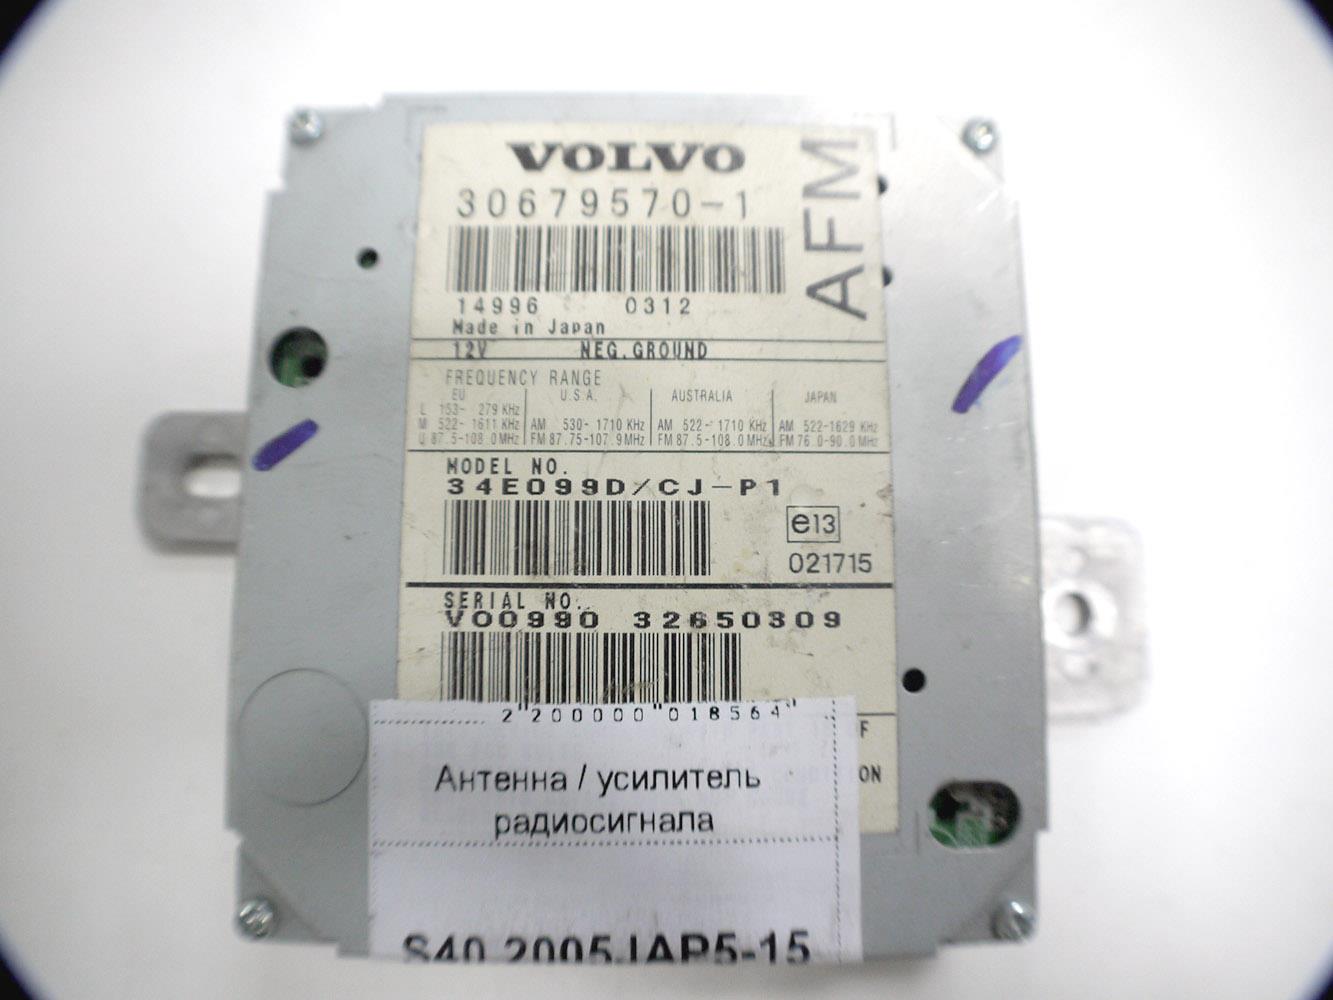 VOLVO
30679570-1
AFM
14996 0312
Made in Japan
12V NEG.GROUND
FREQUENCY RANGE
EU U.S.A. AUSTRALIA JAPAN
L 153- 279 KHz
M 522- 1611 KHz AM 530- 1710 KHz AM 522- 1710 KHz AM 522-1629 KHz
U 87.5-108.0 MHz FM 87.75-107.9 MHz FM 87.5-108.0 MHz FM 76.0-90.0 MHz
MODEL NO.
34E099D/CJ-P1
e13
021715
SERIAL NO.
V00990 32650309
2"200000"018564"
Антенна / усилитель
радиосигнала
S40 2005JAP5-15